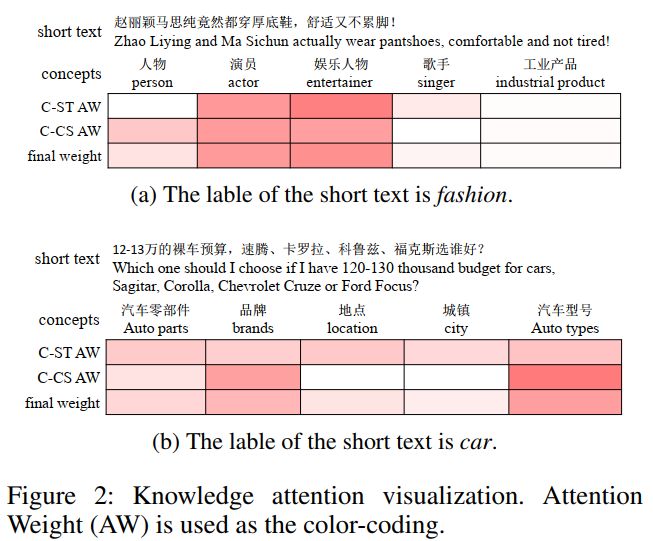 short text 赵丽颖马思纯竟然都穿厚底鞋，舒适又不累脚！
Zhao Liying and Ma Sichun actually wear pantshoes, comfortable and not tired!
concepts 人物 演员 娱乐人物 歌手 工业产品
person actor entertainer singer industrial product
C-ST AW
C-CS AW
final weight
(a) The lable of the short text is fashion.
short text 12-13万的裸车预算，速腾、卡罗拉、科鲁兹、福克斯选谁好？
Which one should I choose if I have 120-130 thousand budget for cars,
Sagitar, Corolla, Chevrolet Cruze or Ford Focus?
concepts 汽车零部件 品牌 地点 城镇 汽车型号
Auto parts brands location city Auto types
C-ST AW
C-CS AW
final weight
(b) The lable of the short text is car.
Figure 2: Knowledge attention visualization. Attention
Weight (AW) is used as the color-coding.